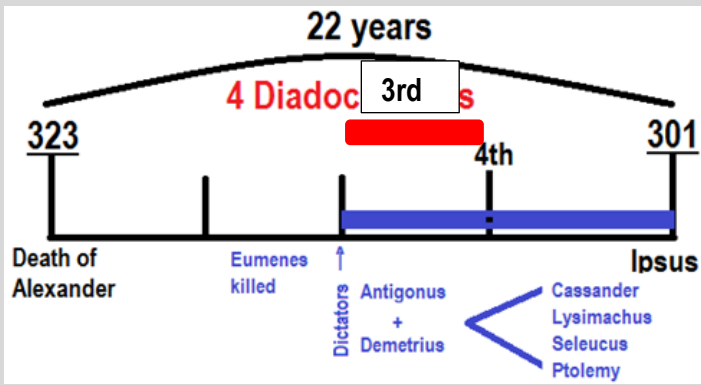 22 years
4 Diadoc s
3rd
323
4th
301
Death of
Alexander
Eumenes
killed
Dictators
Antigonus
+
Demetrius
Ipsus
Cassander
Lysimachus
Seleucus
Ptolemy